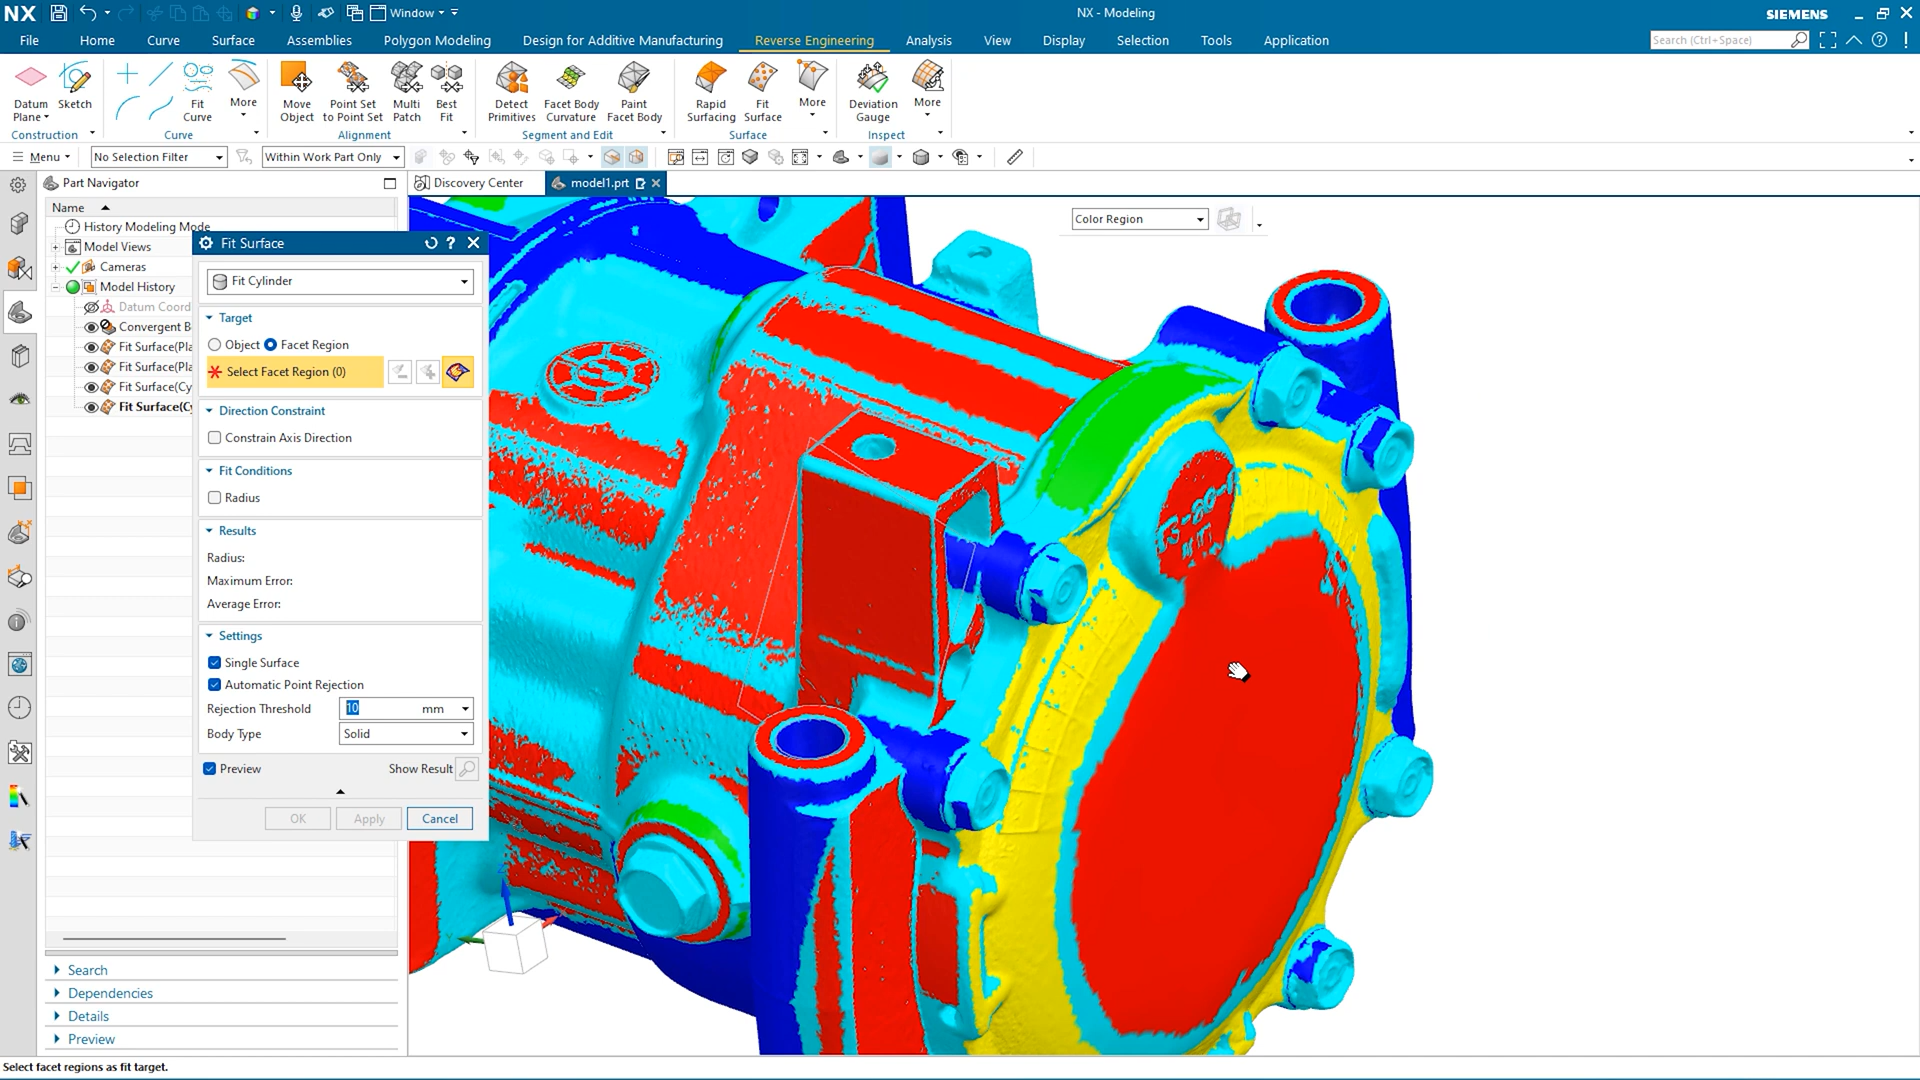 NX
Window
NX - Modeling
SIEMENS
File
Home
Curve
Surface
Assemblies
Polygon Modeling
Design for Additive Manufacturing
Reverse Engineering
Analysis
View
Display
Selection
Tools
Application
Search (Ctrl+Space)
Datum Plane
Sketch
Fit Curve
More
Move Object
Point Set to Point Set
Multi Patch
Best Fit
Detect Primitives
Facet Body Curvature
Paint Facet Body
Rapid Surfacing
Fit Surface
More
Deviation Gauge
More
Construction
Curve
Alignment
Segment and Edit
Surface
Inspect
Menu
No Selection Filter
Within Work Part Only
Part Navigator
Discovery Center
model1.prt
Name
History Modeling Mode
Model Views
Cameras
Model History
Datum Coord
Convergent B
Fit Surface(Pla
Fit Surface(Pla
Fit Surface(Cy
Fit Surface(Cy
Search
Dependencies
Details
Preview
Fit Surface
Fit Cylinder
Target
Object
Facet Region
Select Facet Region (0)
Direction Constraint
Constrain Axis Direction
Fit Conditions
Radius
Results
Radius:
Maximum Error:
Average Error:
Settings
Single Surface
Automatic Point Rejection
Rejection Threshold
10
mm
Body Type
Solid
Preview
Show Result
OK
Apply
Cancel
Color Region
Select facet regions as fit target.